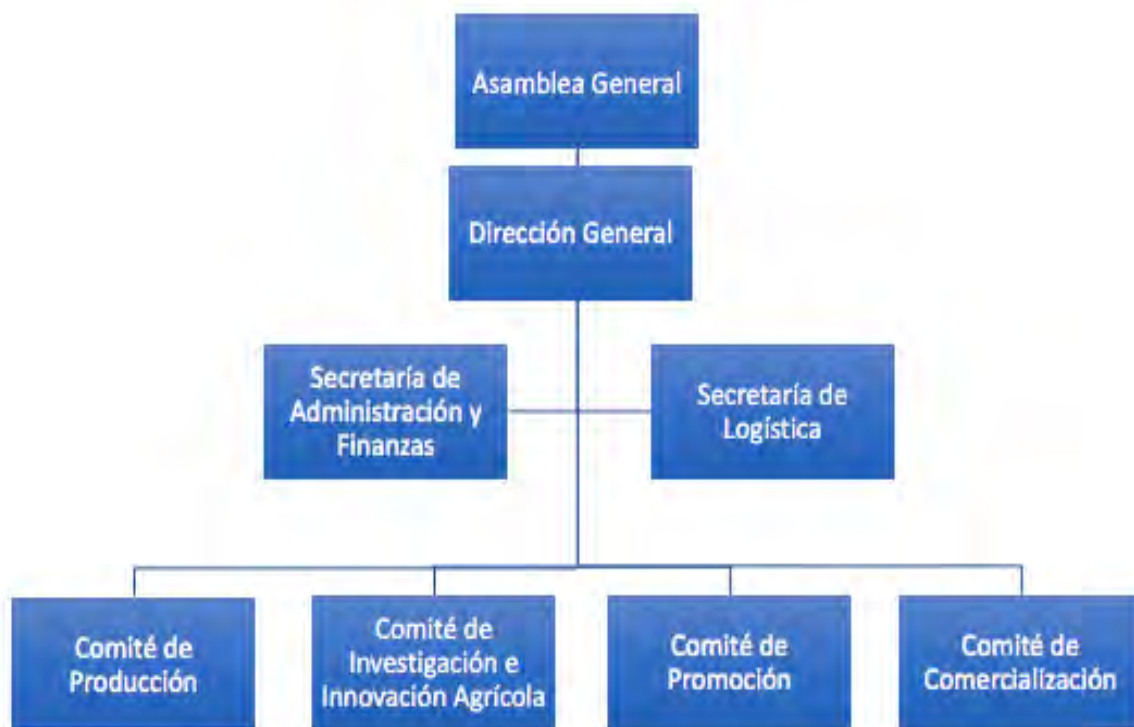 Asamblea General
Dirección General
Secretaría de
Administración y
Finanzas
Secretaría de
Logística
Comité de
Producción
Comité de
Investigación e
Innovación Agrícola
Comité de
Promoción
Comité de
Comercialización